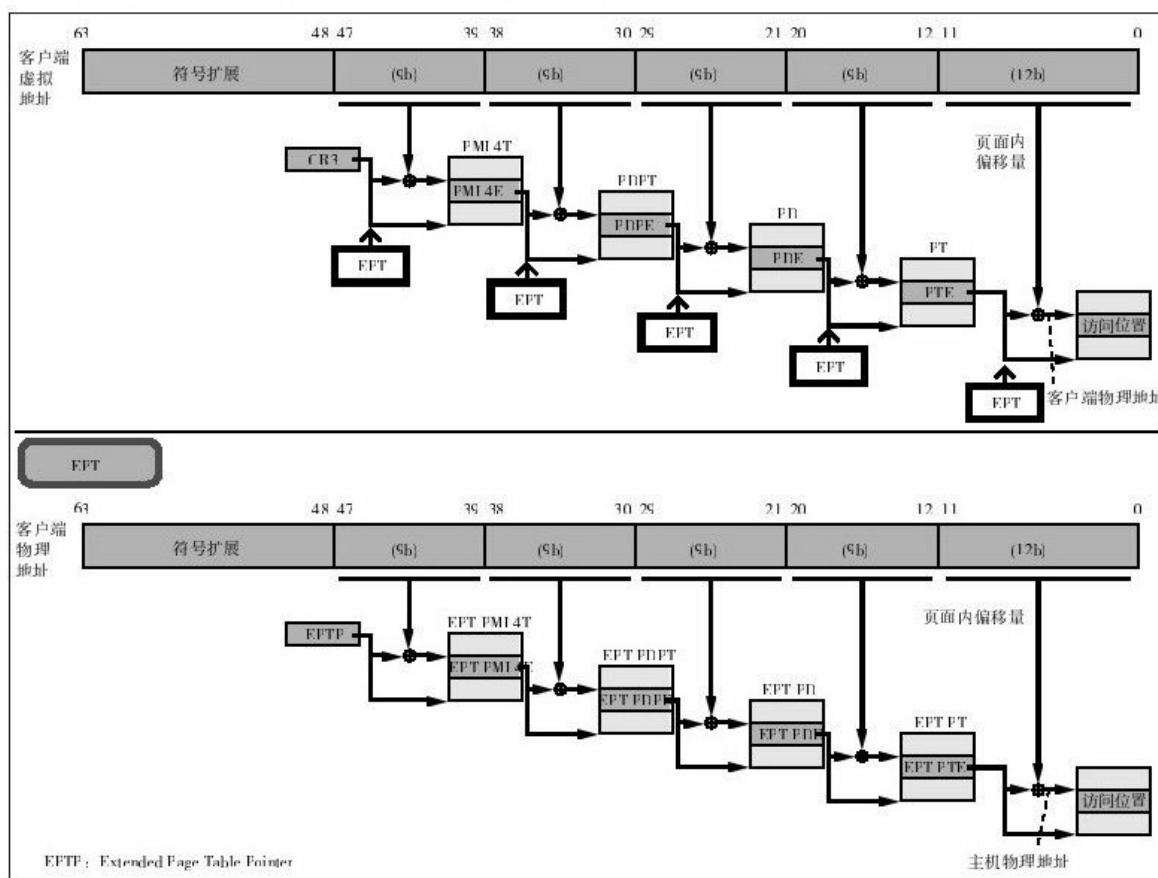 63 48 47 39 38 30 29 21 20 12 11 0
客户端
虚拟
地址
符号扩展 (9b) (9b) (9b) (9b) (12b)
页面内
偏移量
CR3
PML4T
PML4E
PDPT
PDPE
PD
PDE
PT
PTE
访问位置
EPT
EPT
EPT
EPT
EPT
客户端物理地址
EPT
63 48 47 39 38 30 29 21 20 12 11 0
客户端
物理
地址
符号扩展 (9b) (9b) (9b) (9b) (12b)
页面内偏移量
EPTP
EPT PML4T
EPT PML4E
EPT PDPT
EPT PDPE
EPT PD
EPT PDE
EPT PT
EPT PTE
访问位置
主机物理地址
EPTP：Extended Page Table Pointer